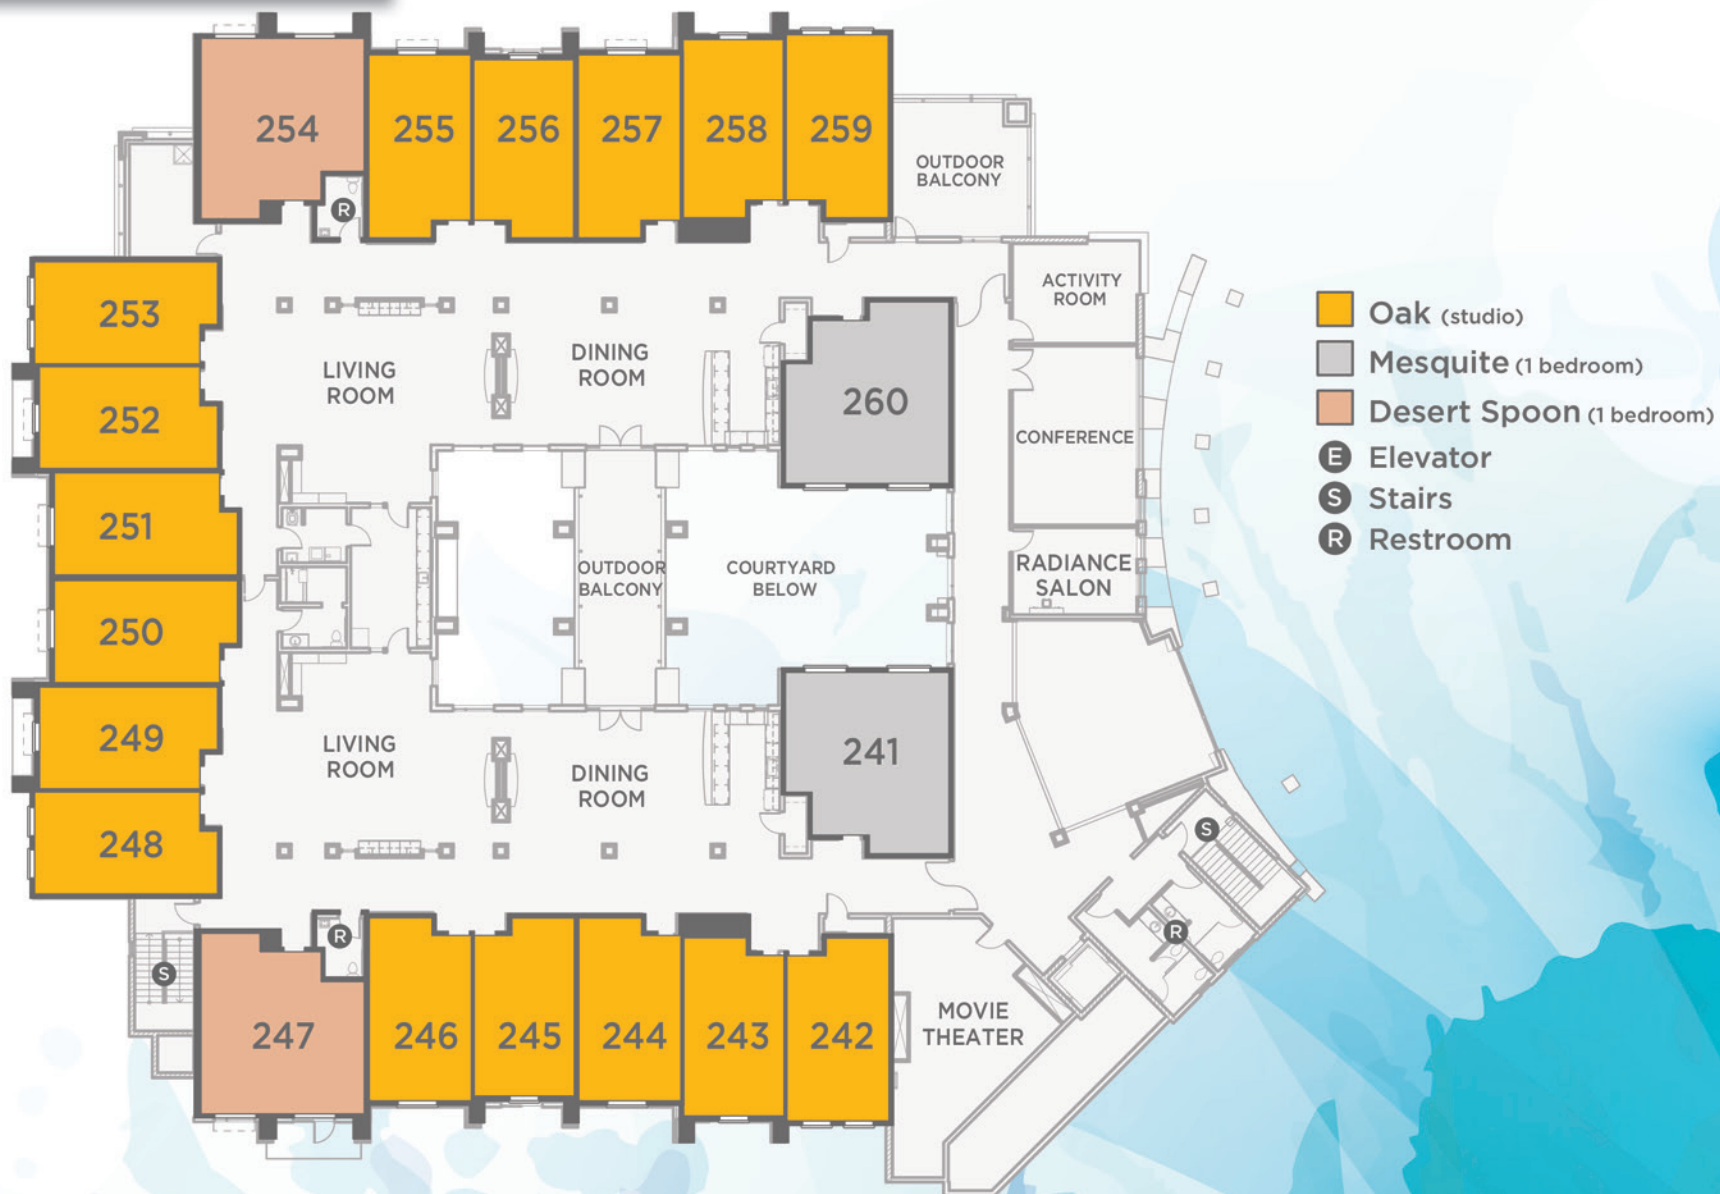 254
255
256
257
258
259
OUTDOOR
BALCONY
R
253
ACTIVITY
ROOM
LIVING
ROOM
DINING
ROOM
260
252
CONFERENCE
251
OUTDOOR
BALCONY
COURTYARD
BELOW
RADIANCE
SALON
250
249
LIVING
ROOM
DINING
ROOM
241
248
S
R
R
S
247
246
245
244
243
242
MOVIE
THEATER
Oak (studio)
Mesquite (1 bedroom)
Desert Spoon (1 bedroom)
E Elevator
S Stairs
R Restroom